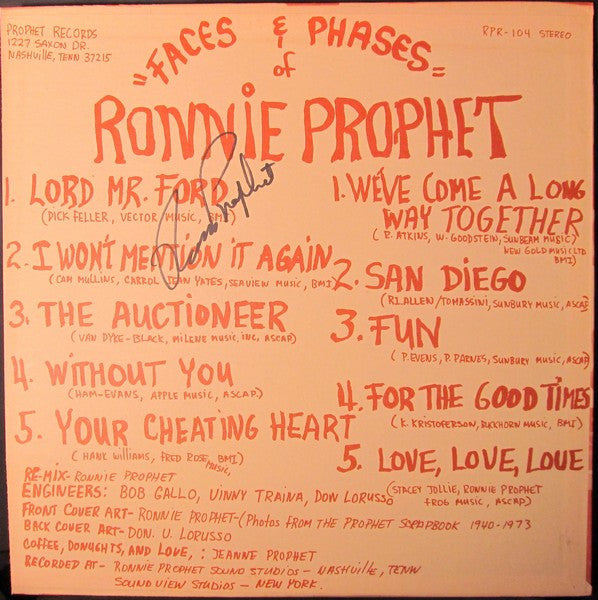 PROPHET RECORDS
1227 SAXON DR.
NASHVILLE, TENN 37215
RPR-104 STEREO
"FACES & PHASES"
of
RONNIE PROPHET
Ronnie Prophet
1. LORD MR. FORD
(DICK FELLER, VECTOR MUSIC, BMI)
2. I WON'T MENTION IT AGAIN
(CAM MULLINS, CARROL JEAN YATES, SEAVIEW MUSIC, BMI)
3. THE AUCTIONEER
(VAN DYKE-BLACK, MILENE MUSIC, INC, ASCAP)
4. WITHOUT YOU
(HAM-EVANS, APPLE MUSIC, ASCAP)
5. YOUR CHEATING HEART
(HANK WILLIAMS, FRED ROSE MUSIC, BMI)
1. WE'VE COME A LONG
WAY TOGETHER
(R. ATKINS, W. GOODSTEIN, SUNBEAM MUSIC)
NEW GOLD MUSIC LTD
BMI)
2. SAN DIEGO
(R.I. ALLEN/TOMASSINI, SUNBURY MUSIC, ASCAP)
3. FUN
(P. EVENS, P. PARNES, SUNBURY MUSIC, ASCAP)
4. FOR THE GOOD TIMES
(K. KRISTOFERSON, BUCKHORN MUSIC, BMI)
5. LOVE, LOVE, LOVE
(STACEY JOLLIE, RONNIE PROPHET
FROG MUSIC, ASCAP)
RE-MIX- RONNIE PROPHET
ENGINEERS: BOB GALLO, VINNY TRAINA, DON LORUSSO
FRONT COVER ART- RONNIE PROPHET-(PHOTOS FROM THE PROPHET SCRAPBOOK 1940-1973
BACK COVER ART- DON. V. LORUSSO
COFFEE, DONUGHTS, AND LOVE, : JEANNE PROPHET
RECORDED AT- RONNIE PROPHET SOUND STUDIOS - NASHVILLE, TENN
SOUND VIEW STUDIOS - NEW YORK.